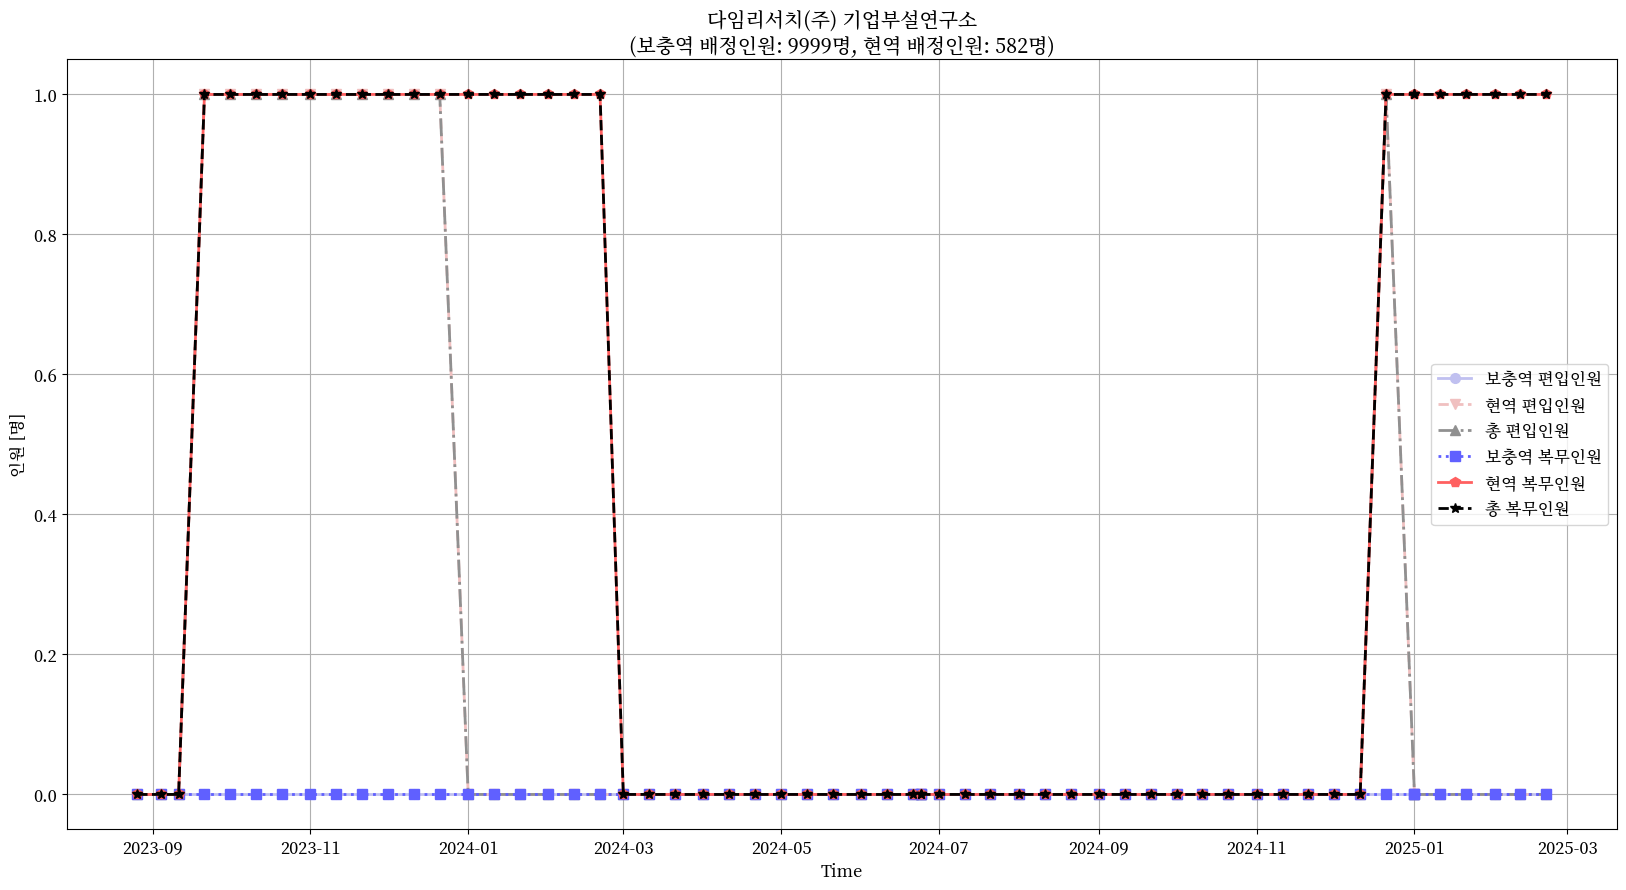 다임리서치(주) 기업부설연구소
(보충역 배정인원: 9999명, 현역 배정인원: 582명)
인원 [명]
1.0
0.8
0.6
0.4
0.2
0.0
보충역 편입인원
현역 편입인원
총 편입인원
보충역 복무인원
현역 복무인원
총 복무인원
2023-09 2023-11 2024-01 2024-03 2024-05 2024-07 2024-09 2024-11 2025-01 2025-03
Time